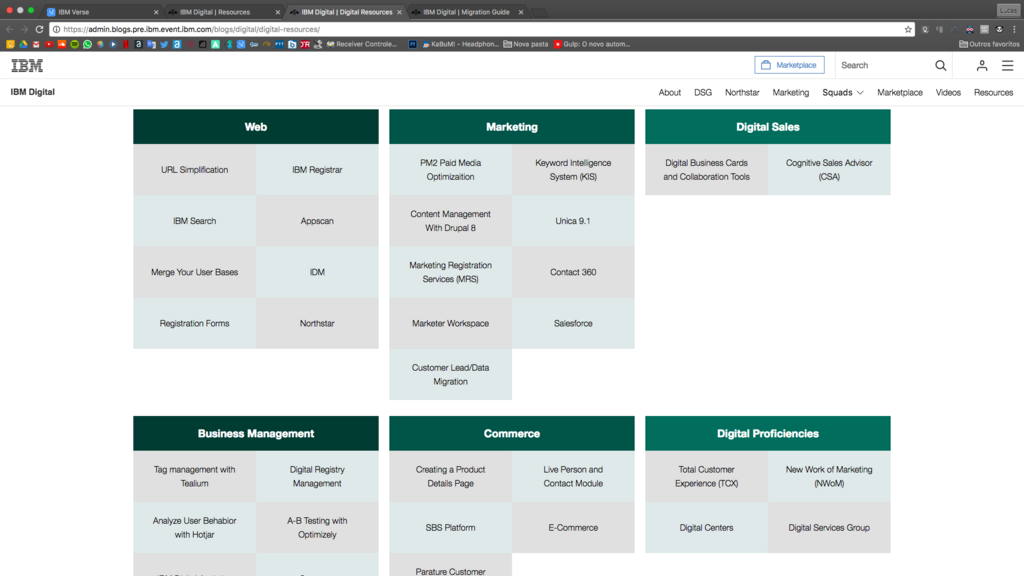 IBM Verse
IBM Digital | Resources
IBM Digital | Digital Resources
IBM Digital | Migration Guide
Lucas
https://admin.blogs.pre.ibm.event.ibm.com/blogs/digital/digital-resources/
Receiver Controle...
KaBuM! - Headphon...
Nova pasta
Gulp: O novo autom...
Outros favoritos
IBM
Marketplace
Search
IBM Digital
About
DSG
Northstar
Marketing
Squads
Marketplace
Videos
Resources
Web
URL Simplification
IBM Registrar
IBM Search
Appscan
Merge Your User Bases
IDM
Registration Forms
Northstar
Marketing
PM2 Paid Media
Optimizaition
Keyword Intelligence
System (KIS)
Content Management
With Drupal 8
Unica 9.1
Marketing Registration
Services (MRS)
Contact 360
Marketer Workspace
Salesforce
Customer Lead/Data
Migration
Digital Sales
Digital Business Cards
and Collaboration Tools
Cognitive Sales Advisor
(CSA)
Business Management
Tag management with
Tealium
Digital Registry
Management
Analyze User Behabior
with Hotjar
A-B Testing with
Optimizely
Commerce
Creating a Product
Details Page
Live Person and
Contact Module
SBS Platform
E-Commerce
Parature Customer
Digital Proficiencies
Total Customer
Experience (TCX)
New Work of Marketing
(NWoM)
Digital Centers
Digital Services Group